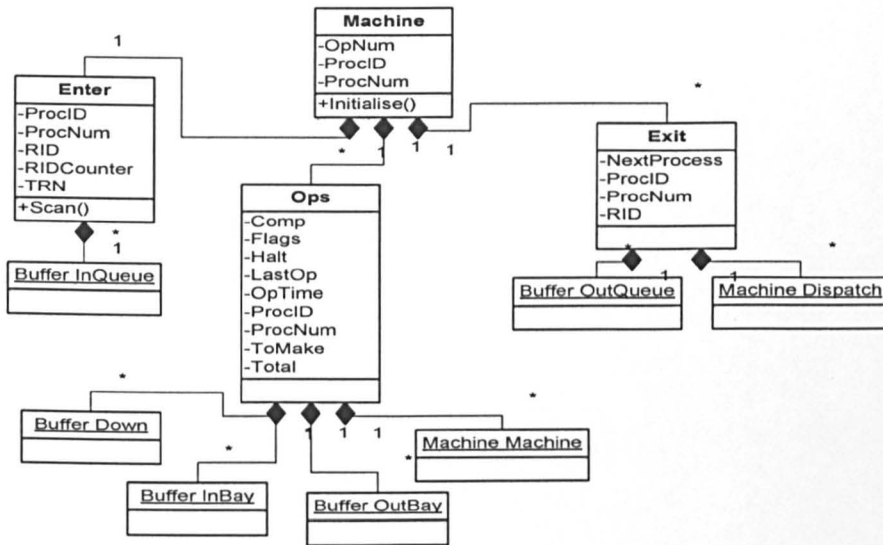 Machine
-OpNum
-ProcID
-ProcNum
+Initialise()
1
Enter
-ProcID
-ProcNum
-RID
-RIDCounter
-TRN
+Scan()
*
1
1
1
*
Exit
-NextProcess
-ProcID
-ProcNum
-RID
*
1
Buffer InQueue
Ops
-Comp
-Flags
-Halt
-LastOp
-OpTime
-ProcID
-ProcNum
-ToMake
-Total
*
*
1
1
Buffer OutQueue
Machine Dispatch
*
*
1
1
1
*
*
Buffer Down
Buffer InBay
Buffer OutBay
Machine Machine